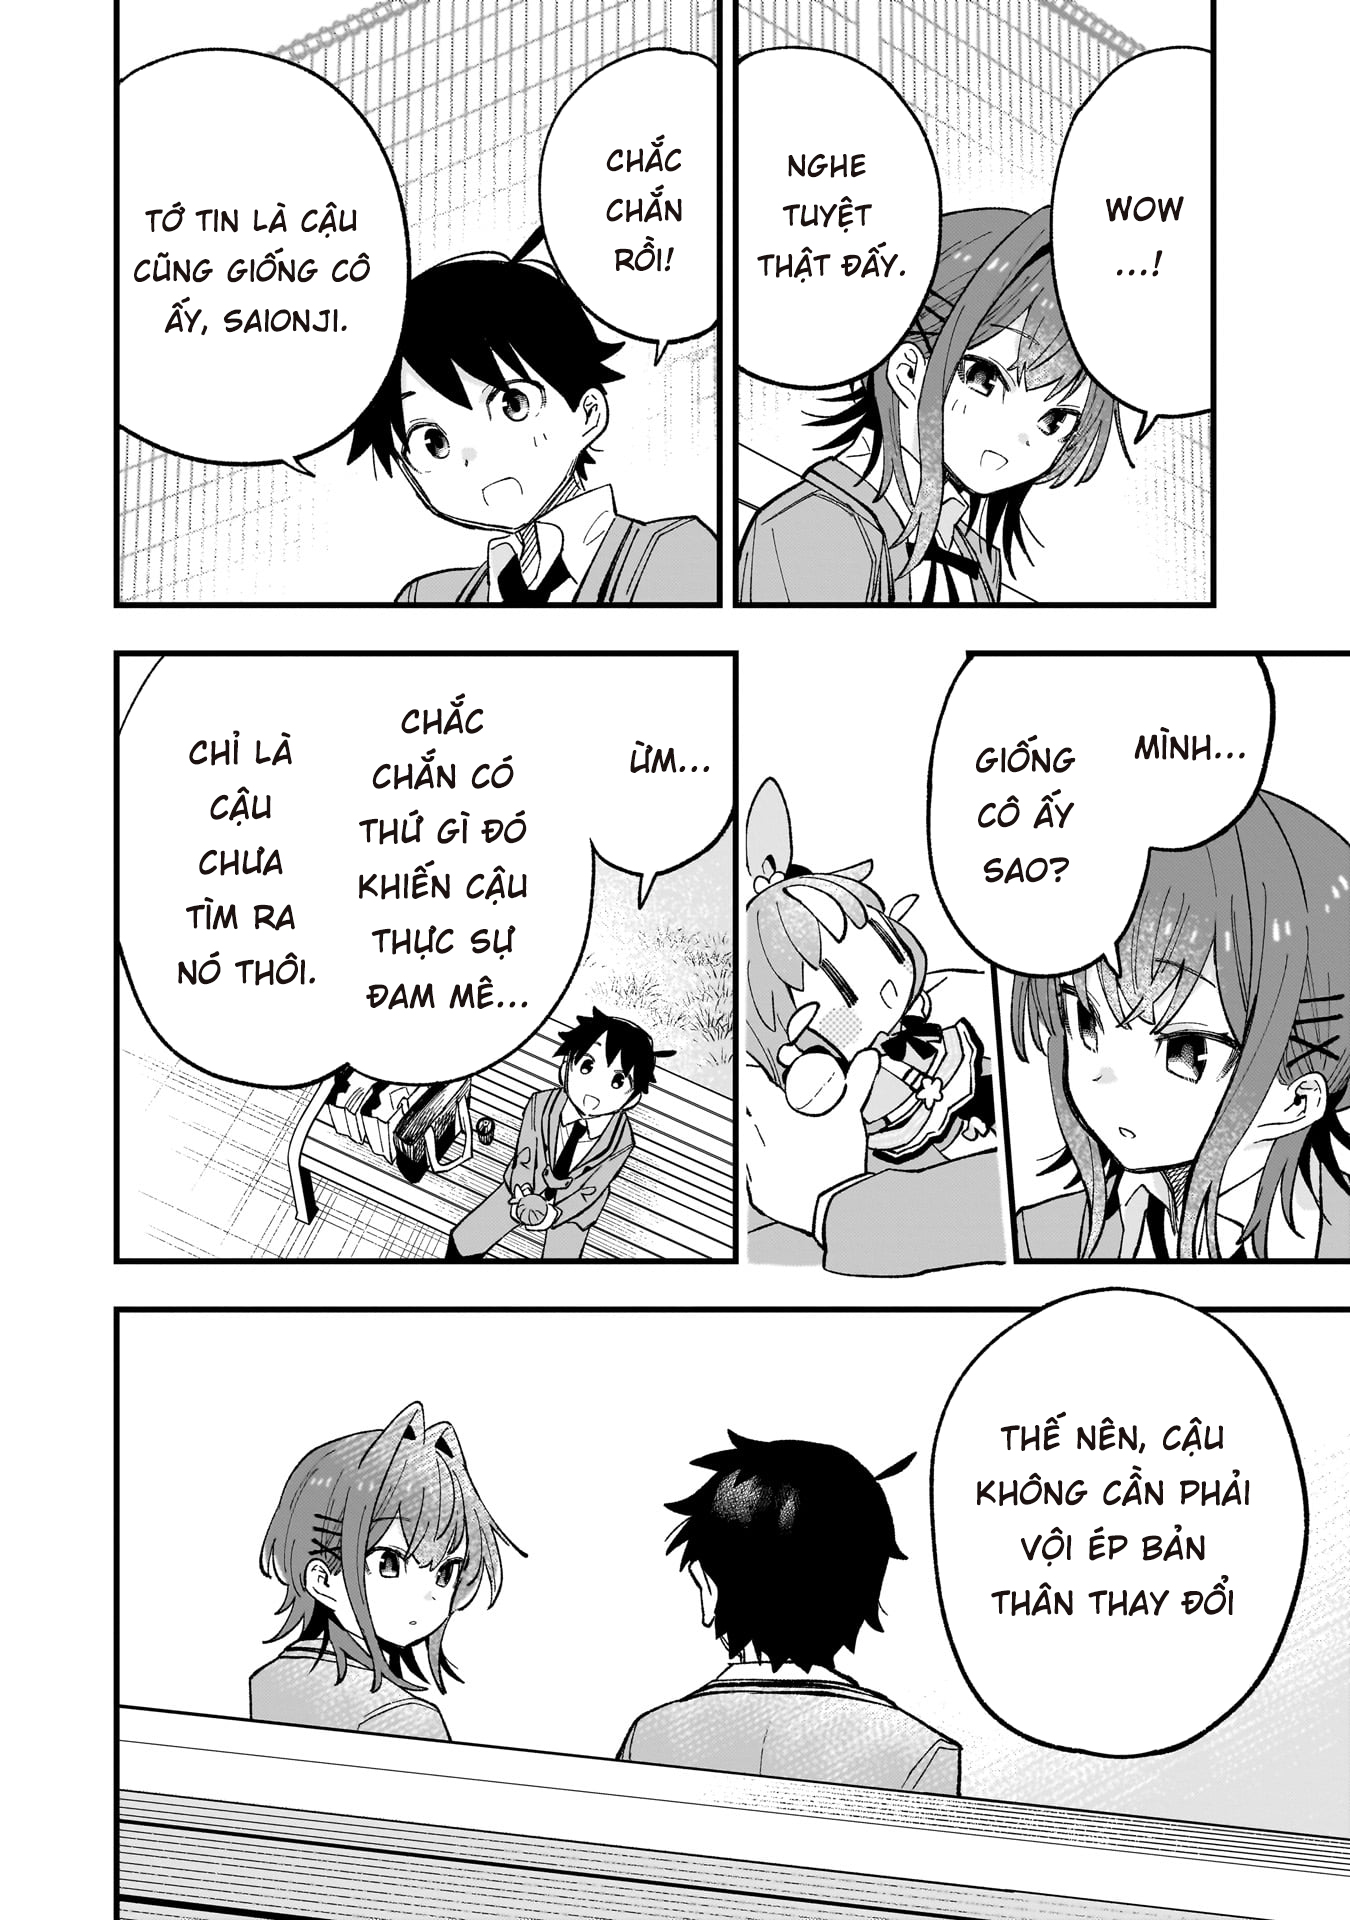 WOW
...!
NGHE
TUYỆT
THẬT ĐẤY.
CHẮC
CHẮN
RỒI!
TỚ TIN LÀ CẬU
CŨNG GIỐNG CÔ
ẤY, SAIONJI.
MÌNH...
GIỐNG
CÔ ẤY
SAO?
ỪM...
CHẮC
CHẮN CÓ
THỨ GÌ ĐÓ
KHIẾN CẬU
THỰC SỰ
ĐAM MÊ...
CHỈ LÀ
CẬU
CHƯA
TÌM RA
NÓ THÔI.
THẾ NÊN, CẬU
KHÔNG CẦN PHẢI
VỘI ÉP BẢN
THÂN THAY ĐỔI